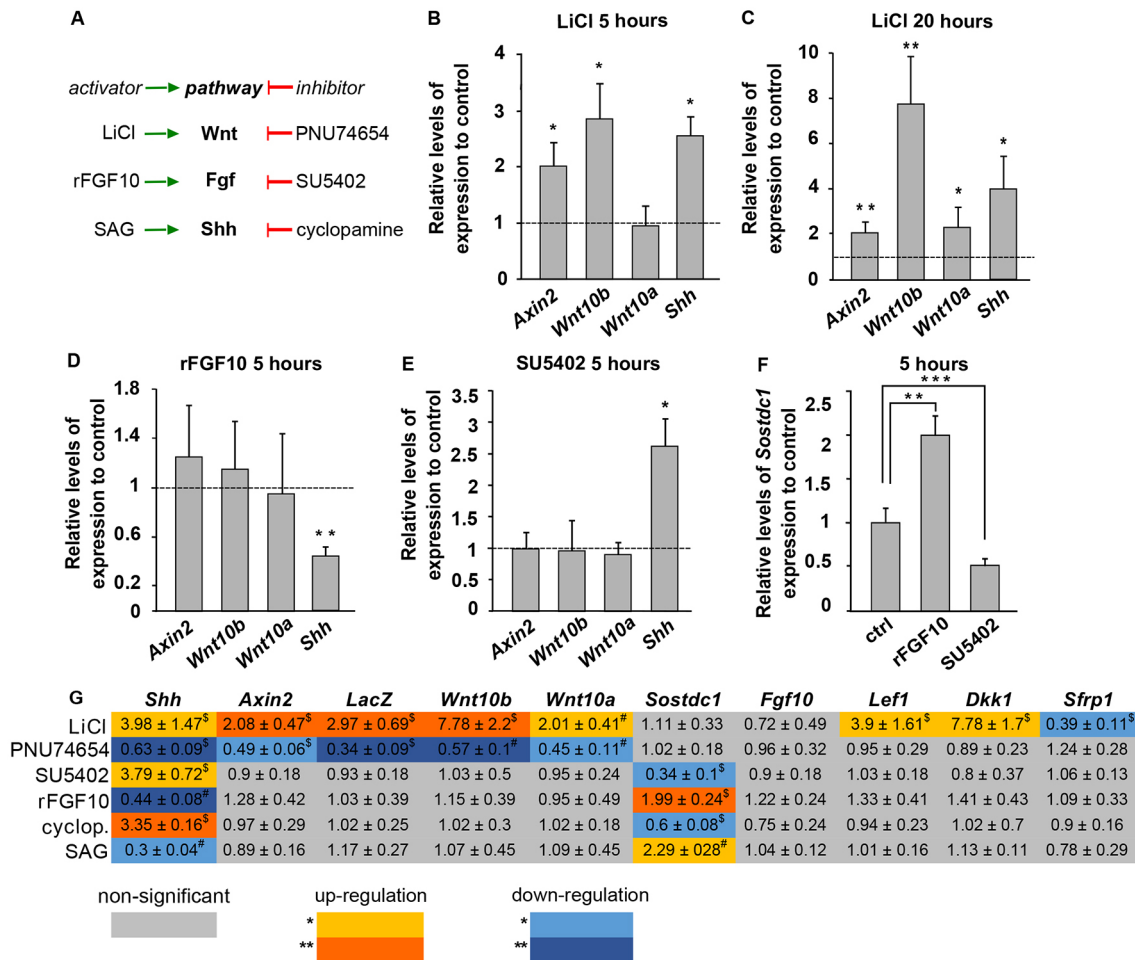 A
activator pathway inhibitor
LiCl Wnt PNU74654
rFGF10 Fgf SU5402
SAG Shh cyclopamine
B
LiCl 5 hours
Relative levels of
expression to control
4
3
2
1
0
Axin2
Wnt10b
Wnt10a
Shh
*
*
*
C
LiCl 20 hours
Relative levels of
expression to control
10
8
6
4
2
0
Axin2
Wnt10b
Wnt10a
Shh
**
**
*
*
D
rFGF10 5 hours
Relative levels of
expression to control
1.8
1.4
1
0.6
0.2
0
Axin2
Wnt10b
Wnt10a
Shh
**
E
SU5402 5 hours
Relative levels of
expression to control
3.5
3
2.5
2
1.5
1
0.5
0
Axin2
Wnt10b
Wnt10a
Shh
*
F
5 hours
Relative levels of Sostdc1
expression to control
2.5
2
1.5
1
0.5
0
ctrl
rFGF10
SU5402
***
**
G
Shh Axin2 LacZ Wnt10b Wnt10a Sostdc1 Fgf10 Lef1 Dkk1 Sfrp1
LiCl 3.98 ± 1.47$ 2.08 ± 0.47$ 2.97 ± 0.69$ 7.78 ± 2.2$ 2.01 ± 0.41# 1.11 ± 0.33 0.72 ± 0.49 3.9 ± 1.61$ 7.78 ± 1.7$ 0.39 ± 0.11$
PNU74654 0.63 ± 0.09$ 0.49 ± 0.06$ 0.34 ± 0.09$ 0.57 ± 0.1# 0.45 ± 0.11# 1.02 ± 0.18 0.96 ± 0.32 0.95 ± 0.29 0.89 ± 0.23 1.24 ± 0.28
SU5402 3.79 ± 0.72$ 0.9 ± 0.18 0.93 ± 0.18 1.03 ± 0.5 0.95 ± 0.24 0.34 ± 0.1$ 0.9 ± 0.18 1.03 ± 0.18 0.8 ± 0.37 1.06 ± 0.13
rFGF10 0.44 ± 0.08# 1.28 ± 0.42 1.03 ± 0.39 1.15 ± 0.39 0.95 ± 0.49 1.99 ± 0.24$ 1.22 ± 0.24 1.33 ± 0.41 1.41 ± 0.43 1.09 ± 0.33
cyclop. 3.35 ± 0.16$ 0.97 ± 0.29 1.02 ± 0.25 1.02 ± 0.3 1.02 ± 0.18 0.6 ± 0.08$ 0.75 ± 0.24 0.94 ± 0.23 1.02 ± 0.7 0.9 ± 0.16
SAG 0.3 ± 0.04# 0.89 ± 0.16 1.17 ± 0.27 1.07 ± 0.45 1.09 ± 0.45 2.29 ± 028# 1.04 ± 0.12 1.01 ± 0.16 1.13 ± 0.11 0.78 ± 0.29
non-significant up-regulation down-regulation
* *
** **